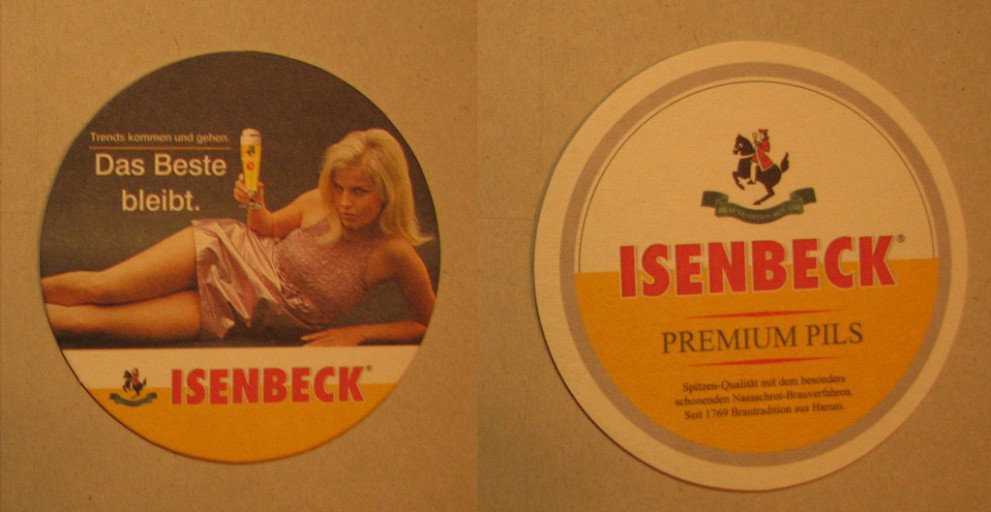 Trends kommen und gehen.
Das Beste
bleibt.
ISENBECK®
ISENBECK®
PREMIUM PILS
Spitzen-Qualität mit dem besonders
schonenden Nassschrot-Brauverfahren.
Seit 1769 Brautradition aus Hamm.